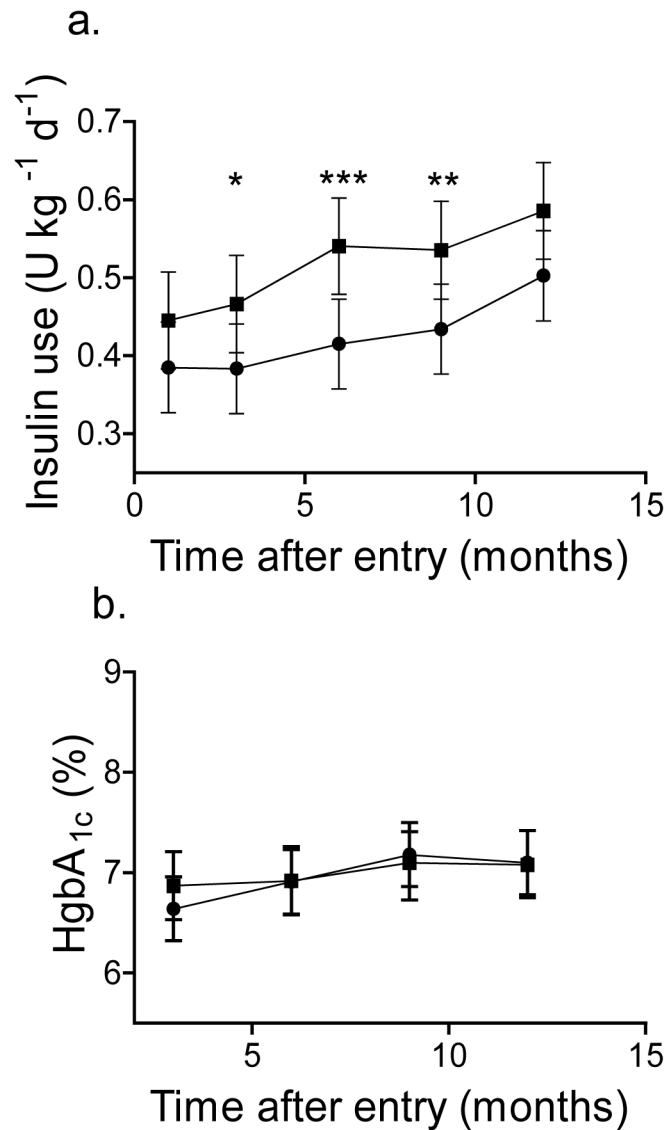 a.
Insulin use (U kg⁻¹ d⁻¹)
0.7
0.6
0.5
0.4
0.3
* *** **
0 5 10 15
Time after entry (months)
b.
HgbA₁c (%)
9
8
7
6
5 10 15
Time after entry (months)